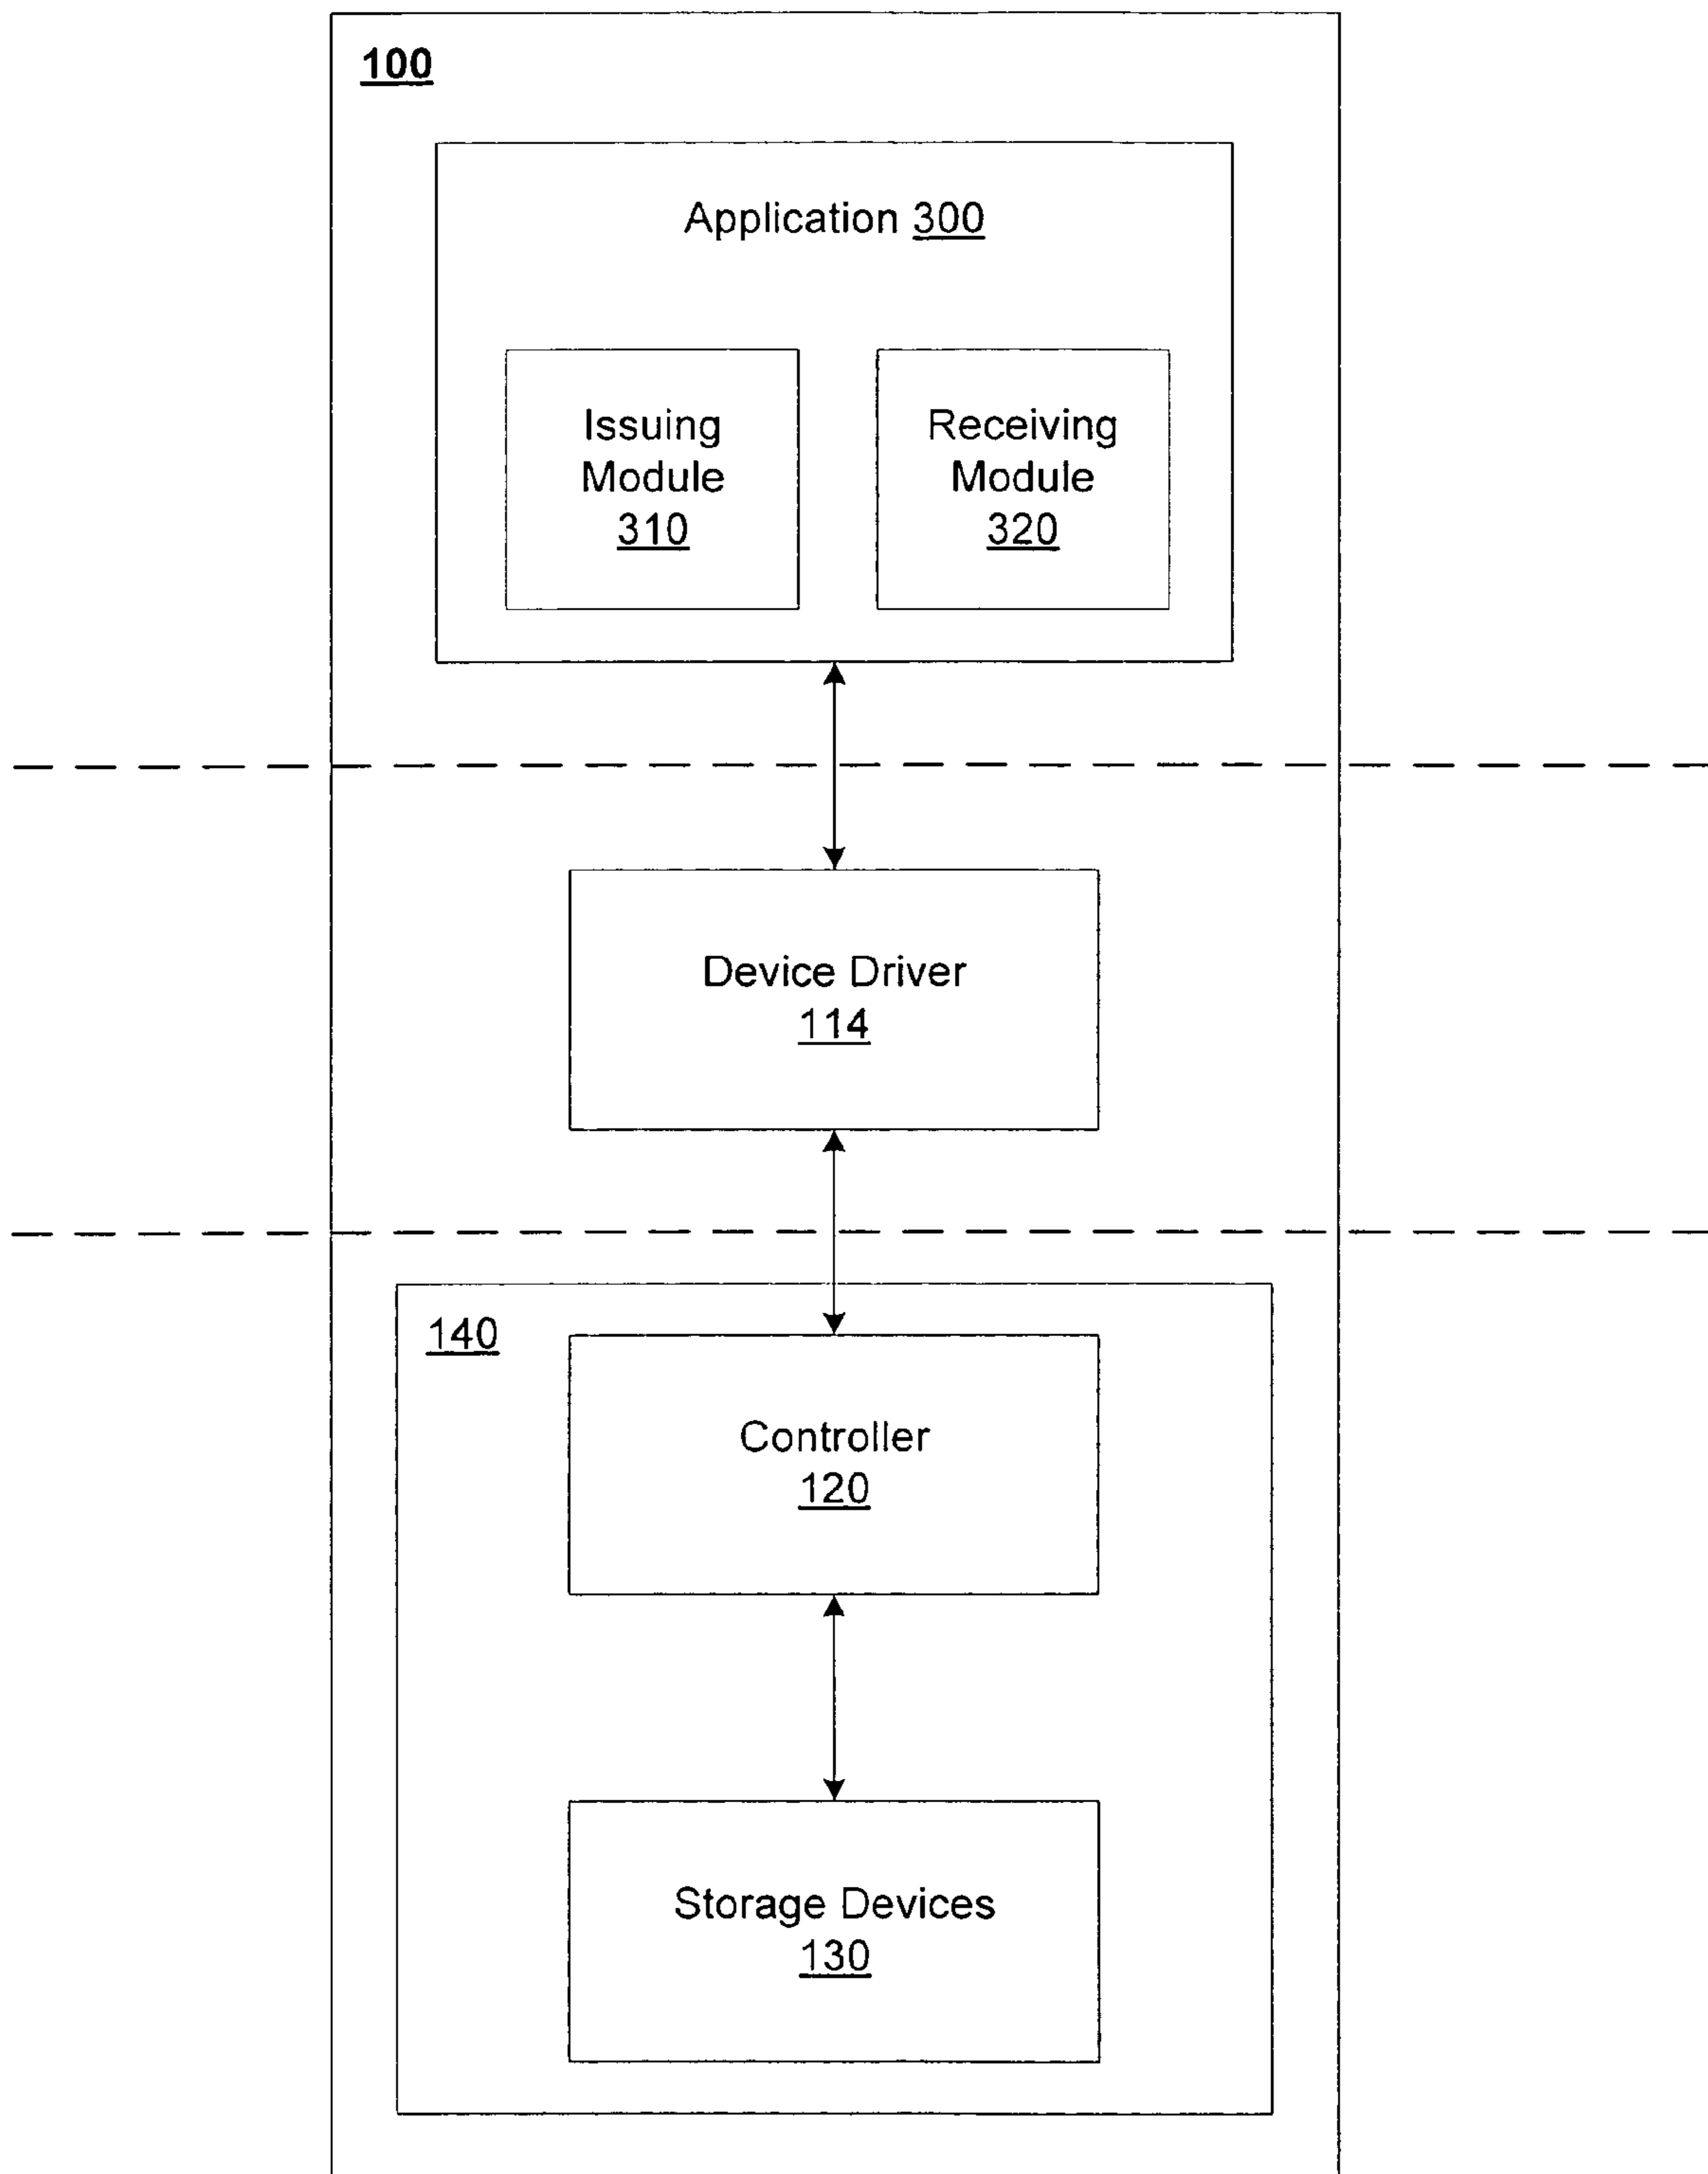 100
Application 300
Issuing
Module
310
Receiving
Module
320
Device Driver
114
140
Controller
120
Storage Devices
130